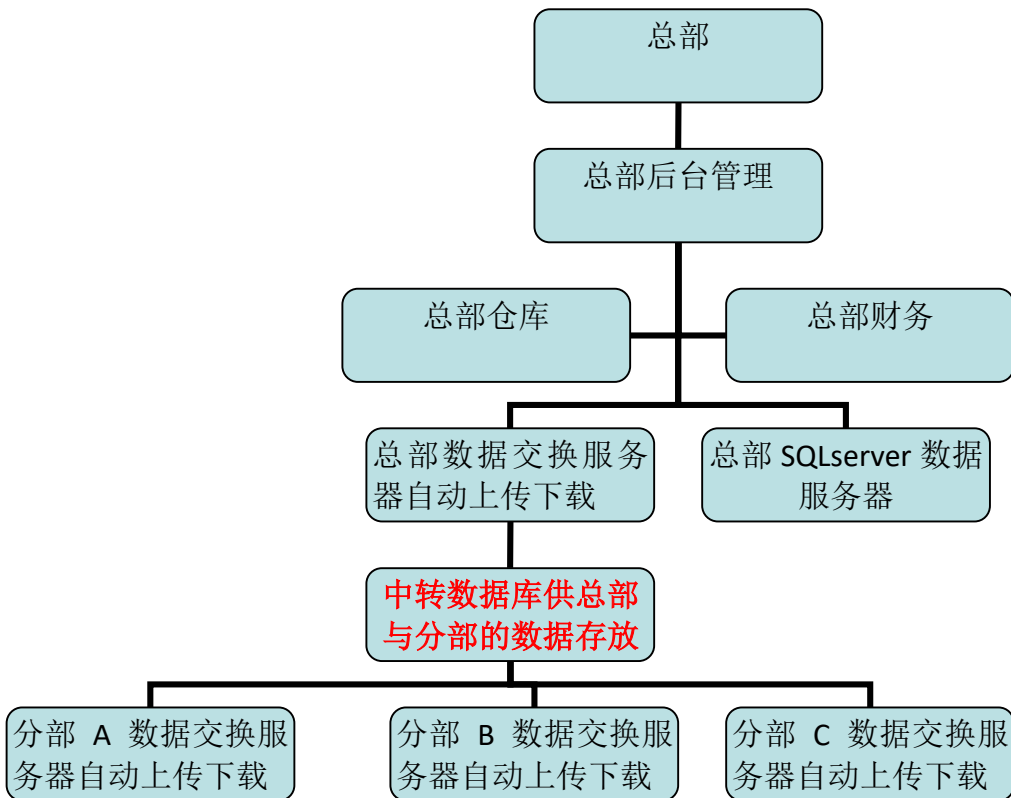 总部
总部后台管理
总部仓库
总部财务
总部数据交换服务
器自动上传下载
总部 SQLserver 数据
服务器
中转数据库供总部
与分部的数据存放
分部 A 数据交换服
务器自动上传下载
分部 B 数据交换服
务器自动上传下载
分部 C 数据交换服
务器自动上传下载